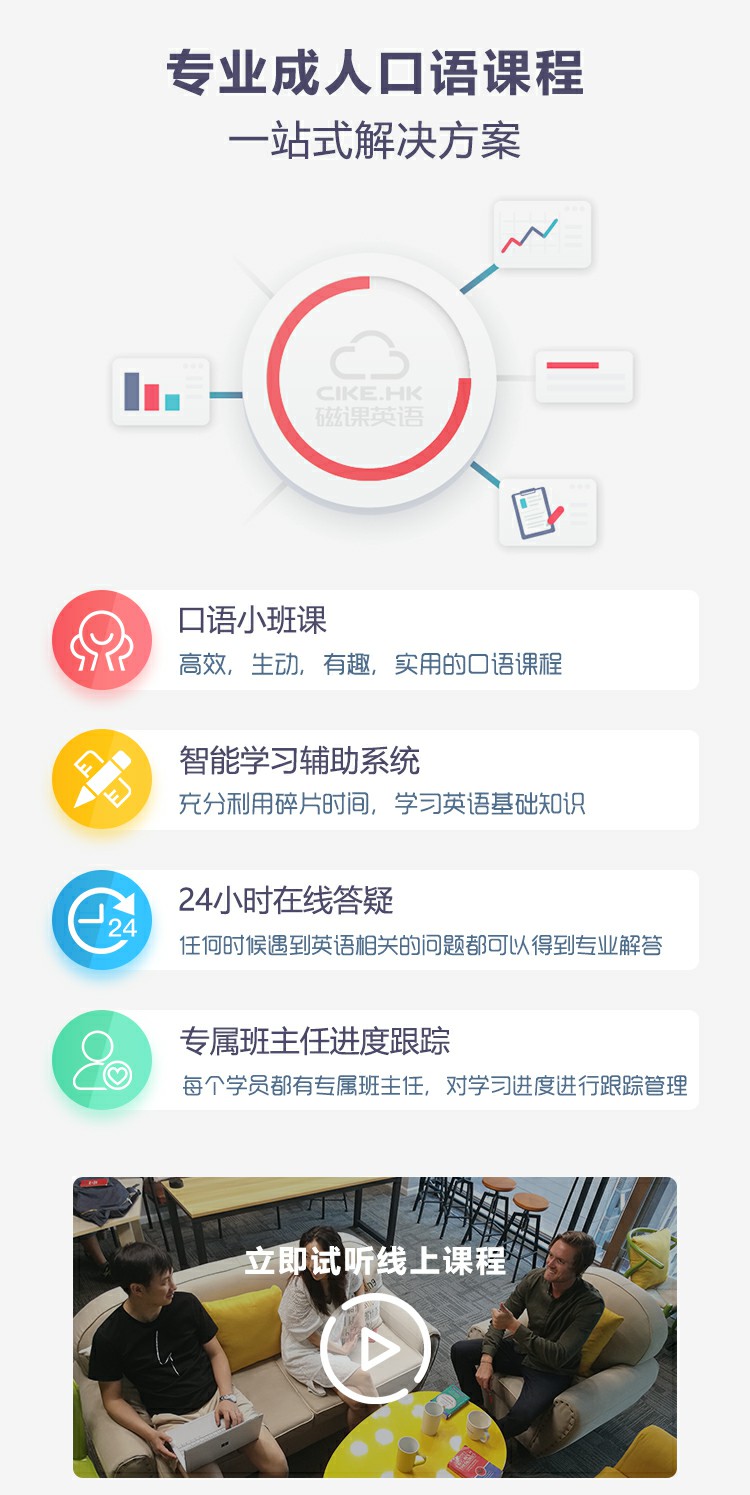 专业成人口语课程
一站式解决方案
CIKE.HK
磁课英语
口语小班课
高效，生动，有趣，实用的口语课程
智能学习辅助系统
充分利用碎片时间，学习英语基础知识
24小时在线答疑
24
任何时候遇到英语相关的问题都可以得到专业解答
专属班主任进度跟踪
每个学员都有专属班主任，对学习进度进行跟踪管理
立即试听线上课程